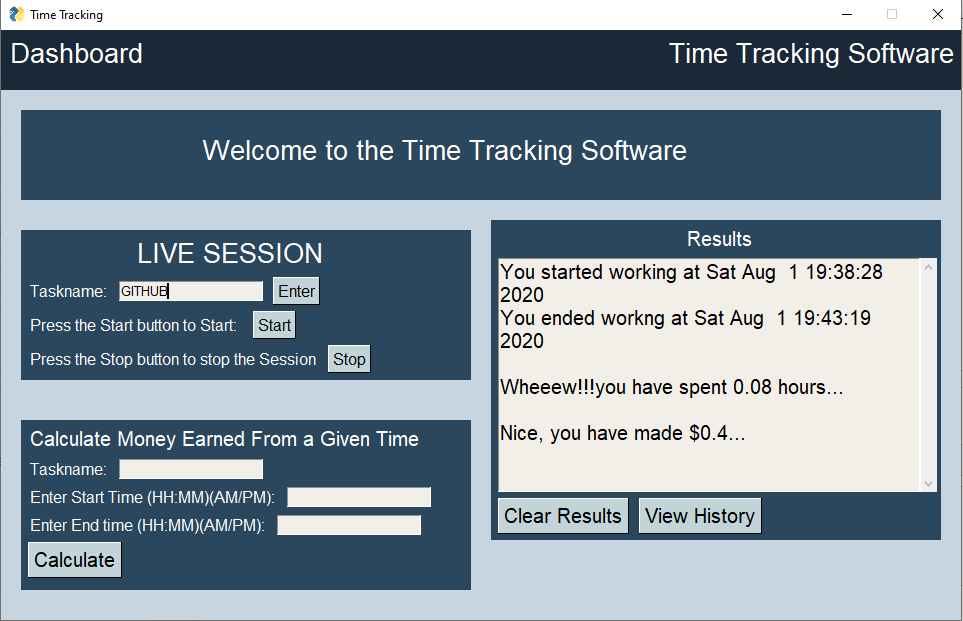 Time Tracking
Dashboard
Time Tracking Software
Welcome to the Time Tracking Software
LIVE SESSION
Taskname:
GITHUB
Enter
Press the Start button to Start:
Start
Press the Stop button to stop the Session
Stop
Calculate Money Earned From a Given Time
Taskname:
Enter Start Time (HH:MM)(AM/PM):
Enter End time (HH:MM)(AM/PM):
Calculate
Results
You started working at Sat Aug  1 19:38:28
2020
You ended workng at Sat Aug  1 19:43:19
2020
Wheeew!!!you have spent 0.08 hours...
Nice, you have made $0.4...
Clear Results
View History